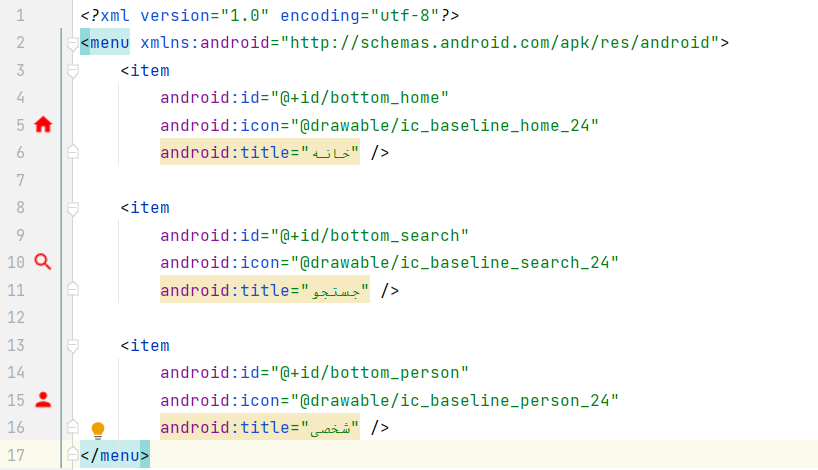 1 <?xml version="1.0" encoding="utf-8"?>
2 <menu xmlns:android="http://schemas.android.com/apk/res/android">
3 <item
4 android:id="@+id/bottom_home"
5 android:icon="@drawable/ic_baseline_home_24"
6 android:title="خانه" />
7
8 <item
9 android:id="@+id/bottom_search"
10 android:icon="@drawable/ic_baseline_search_24"
11 android:title="جستجو" />
12
13 <item
14 android:id="@+id/bottom_person"
15 android:icon="@drawable/ic_baseline_person_24"
16 android:title="شخصی" />
17 </menu>